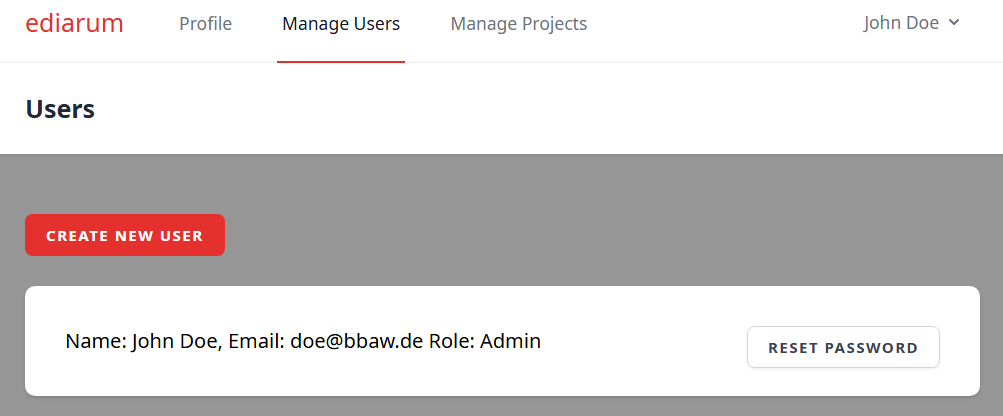 ediarum Profile Manage Users Manage Projects John Doe
Users
CREATE NEW USER
Name: John Doe, Email: doe@bbaw.de Role: Admin
RESET PASSWORD